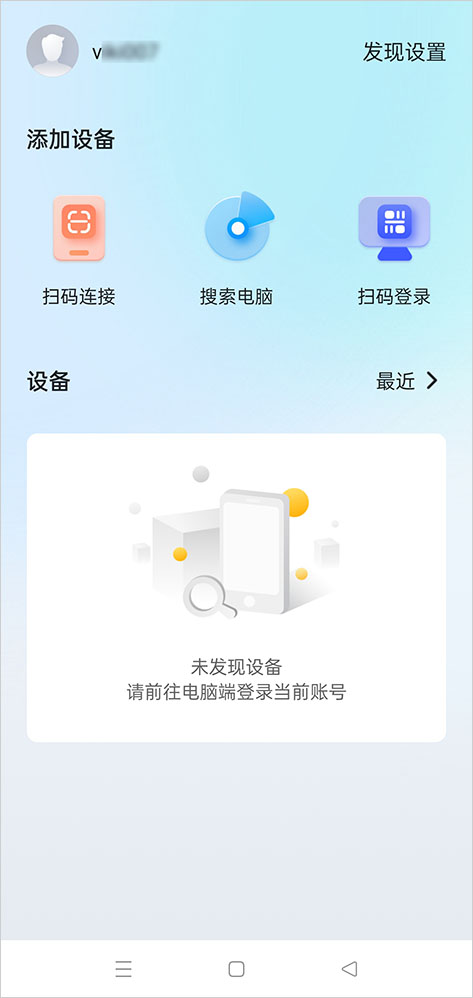 发现设置
添加设备
扫码连接
搜索电脑
扫码登录
设备
最近
未发现设备
请前往电脑端登录当前账号